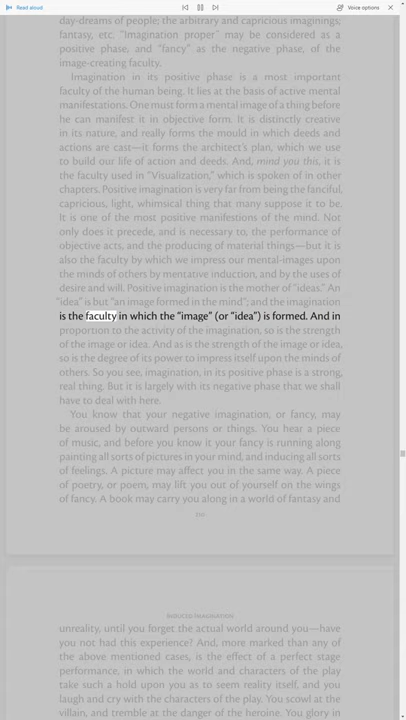 Read aloud
Voice options
day-dreams of people; the arbitrary and capricious imaginings,
fantasy, etc. “Imagination proper” may be considered as a
positive phase, and “fancy” as the negative phase, of the
image-creating faculty.
Imagination in its positive phase is a most important
faculty of the human being. It lies at the basis of active mental
manifestations. One must form a mental image of a thing before
he can manifest it in objective form. It is distinctly creative
in its nature, and really forms the mould in which deeds and
actions are cast—it forms the architect’s plan, which we use
to build our life of action and deeds. And, mind you this, it is
the faculty used in “Visualization,” which is spoken of in other
chapters. Positive imagination is very far from being the fanciful,
capricious, light, whimsical thing that many suppose it to be.
It is one of the most positive manifestions of the mind. Not
only does it precede, and is necessary to, the performance of
objective acts, and the producing of material things—but it is
also the faculty by which we impress our mental-images upon
the minds of others by mentative induction, and by the uses of
desire and will. Positive imagination is the mother of “ideas.” An
“idea” is but “an image formed in the mind”; and the imagination
is the faculty in which the “image” (or “idea”) is formed. And in
proportion to the activity of the imagination, so is the strength
of the image or idea. And as is the strength of the image or idea,
so is the degree of its power to impress itself upon the minds of
others. So you see, imagination, in its positive phase is a strong,
real thing. But it is largely with its negative phase that we shall
have to deal with here.
You know that your negative imagination, or fancy, may
be aroused by outward persons or things. You hear a piece
of music, and before you know it your fancy is running along
painting all sorts of pictures in your mind, and inducing all sorts
of feelings. A picture may affect you in the same way. A piece
of poetry, or poem, may lift you out of yourself on the wings
of fancy. A book may carry you along in a world of fantasy and
INDUCED IMAGINATION
unreality, until you forget the actual world around you—have
you not had this experience? And, more marked than any of
the above mentioned cases, is the effect of a perfect stage
performance, in which the world and characters of the play
take such a hold upon you as to seem reality itself, and you
laugh and cry with the characters of the play. You scowl at the
villain, and tremble at the danger of the heroine. You glory in